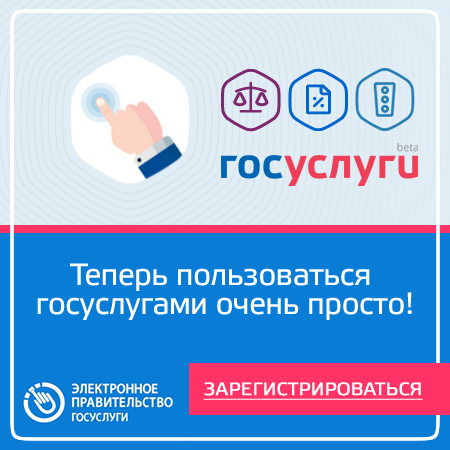 beta
госуслуги
Теперь пользоваться
госуслугами очень просто!
ЭЛЕКТРОННОЕ
ПРАВИТЕЛЬСТВО
ГОСУСЛУГИ
ЗАРЕГИСТРИРОВАТЬСЯ